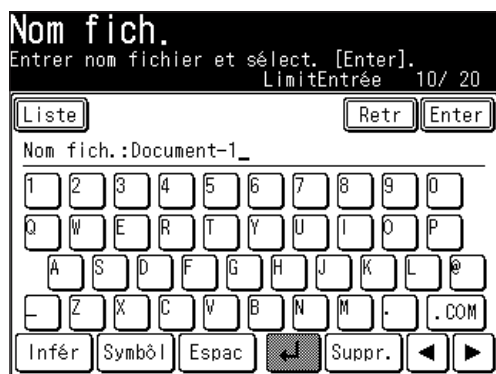 Nom fich.
Entrer nom fichier et sélect. [Enter].
LimitEntrée 10/ 20
Liste Retr Enter
Nom fich.:Document-1_
1 2 3 4 5 6 7 8 9 0
Q W E R T Y U I O P
A S D F G H J K L @
_ Z X C V B N M . .COM
Infér Symbôl Espac ↵ Suppr. ◀ ▶